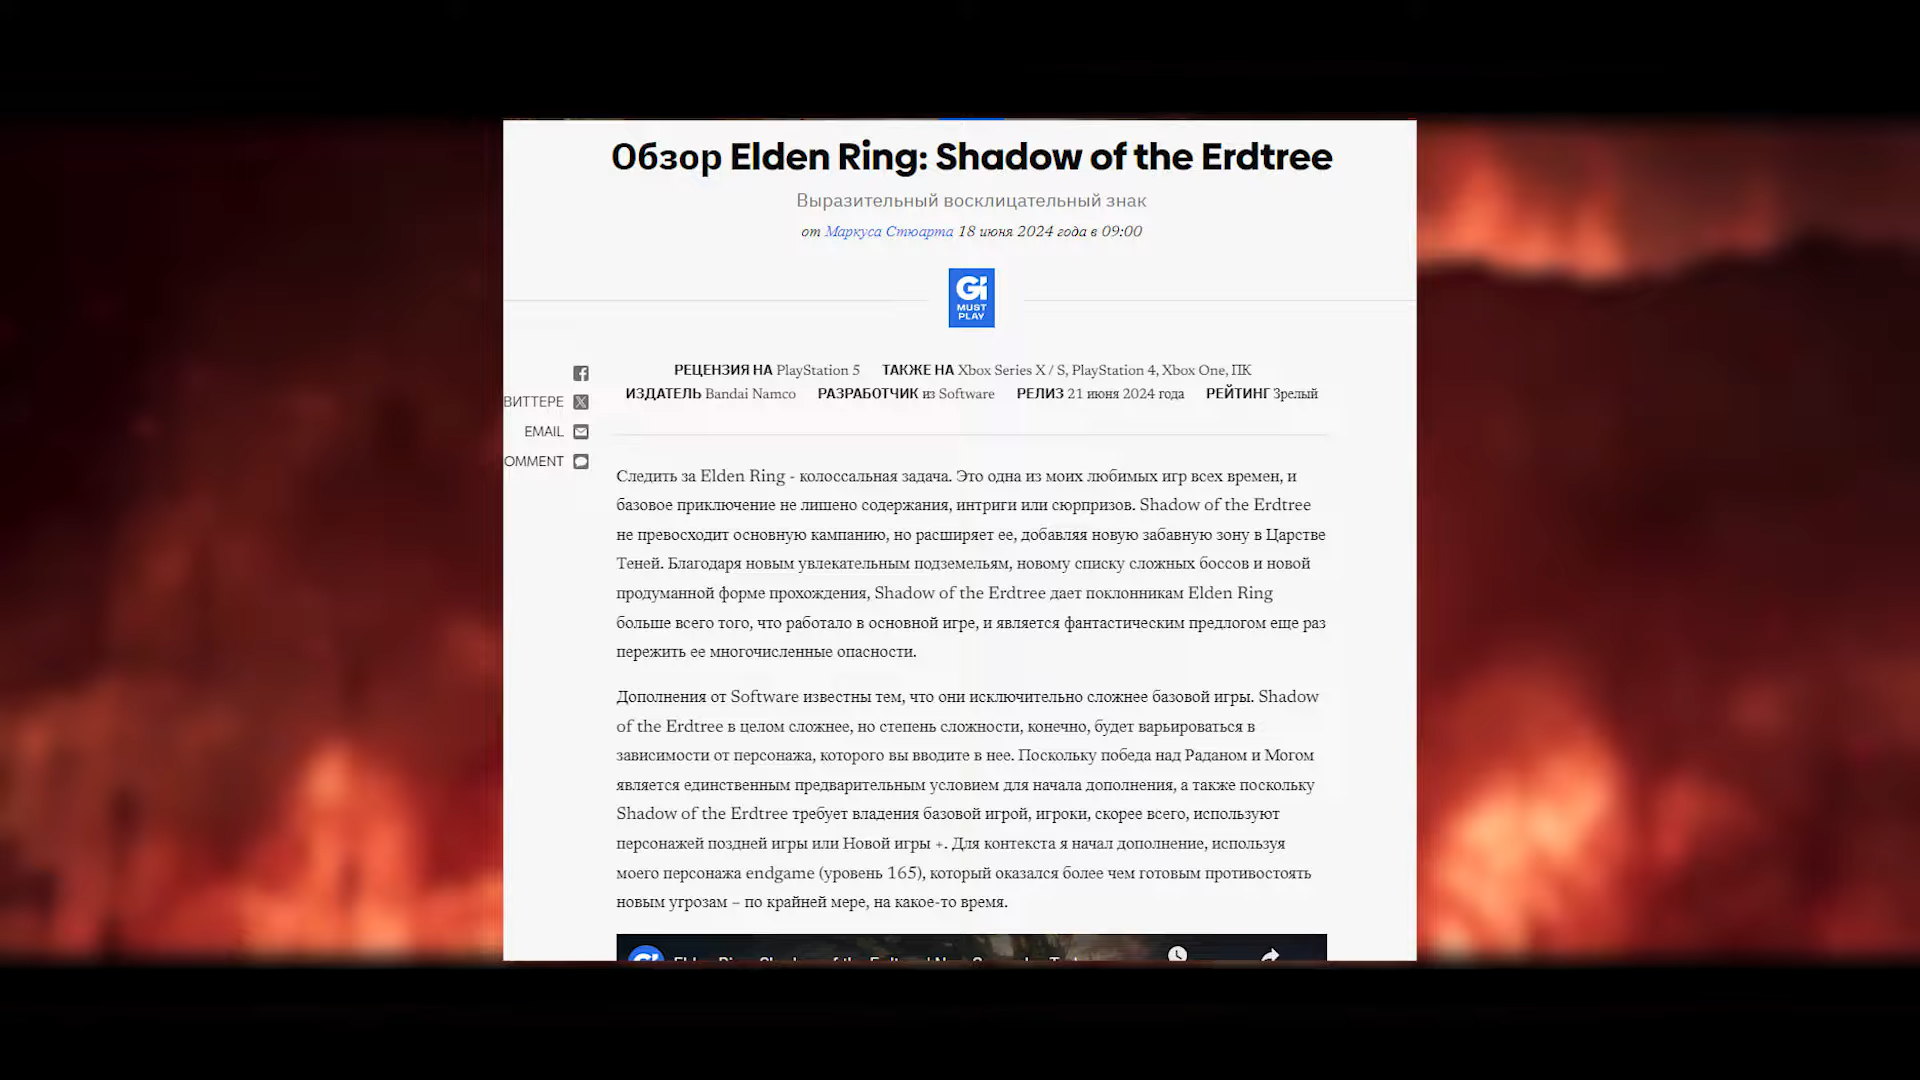 Обзор Elden Ring: Shadow of the Erdtree
Выразительный восклицательный знак
от Маркуса Стюарта 18 июня 2024 года в 09:00
Gi
MUST
PLAY
РЕЦЕНЗИЯ НА PlayStation 5 ТАКЖЕ НА Xbox Series X / S, PlayStation 4, Xbox One, ПК
ИЗДАТЕЛЬ Bandai Namco РАЗРАБОТЧИК из Software РЕЛИЗ 21 июня 2024 года РЕЙТИНГ Зрелый
ВИТТЕРЕ
EMAIL
OMMENT
Следить за Elden Ring - колоссальная задача. Это одна из моих любимых игр всех времен, и
базовое приключение не лишено содержания, интриги или сюрпризов. Shadow of the Erdtree
не превосходит основную кампанию, но расширяет ее, добавляя новую забавную зону в Царстве
Теней. Благодаря новым увлекательным подземельям, новому списку сложных боссов и новой
продуманной форме прохождения, Shadow of the Erdtree дает поклонникам Elden Ring
больше всего того, что работало в основной игре, и является фантастическим предлогом еще раз
пережить ее многочисленные опасности.
Дополнения от Software известны тем, что они исключительно сложнее базовой игры. Shadow
of the Erdtree в целом сложнее, но степень сложности, конечно, будет варьироваться в
зависимости от персонажа, которого вы вводите в нее. Поскольку победа над Раданом и Могом
является единственным предварительным условием для начала дополнения, а также поскольку
Shadow of the Erdtree требует владения базовой игрой, игроки, скорее всего, используют
персонажей поздней игры или Новой игры +. Для контекста я начал дополнение, используя
моего персонажа endgame (уровень 165), который оказался более чем готовым противостоять
новым угрозам – по крайней мере, на какое-то время.